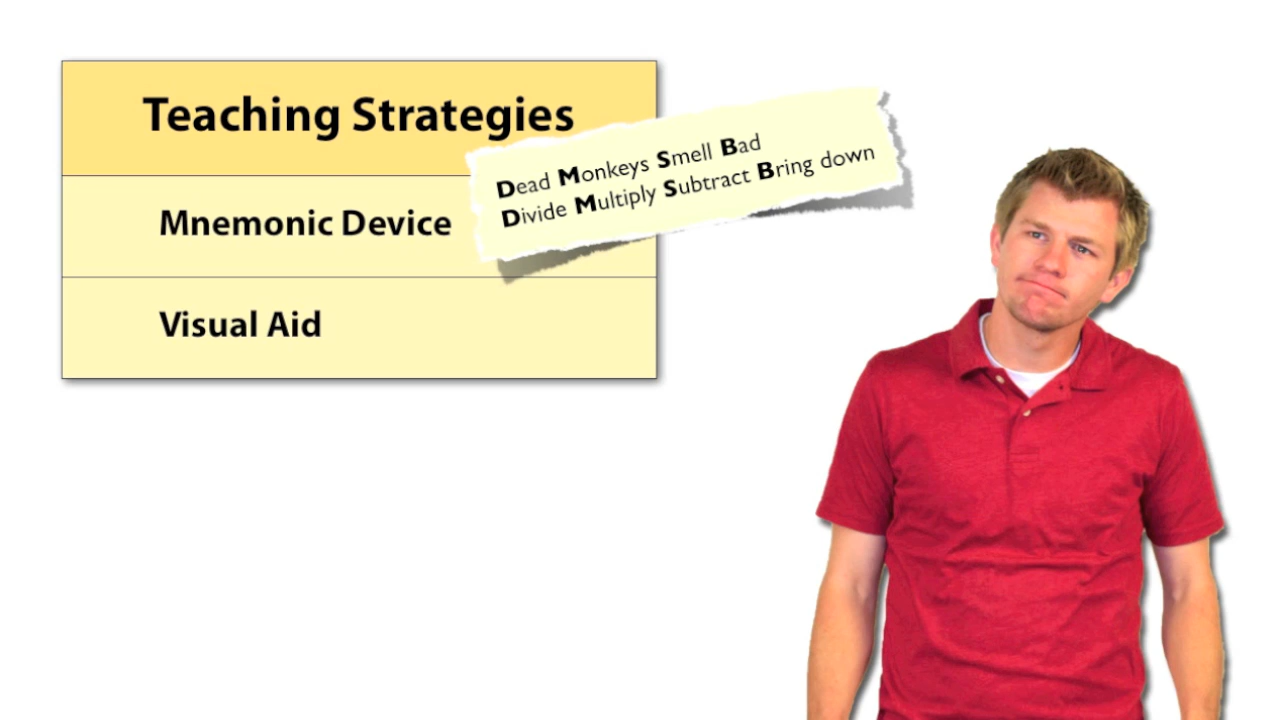 Teaching Strategies
Dead Monkeys Smell Bad
Divide Multiply Subtract Bring down
Mnemonic Device
Visual Aid